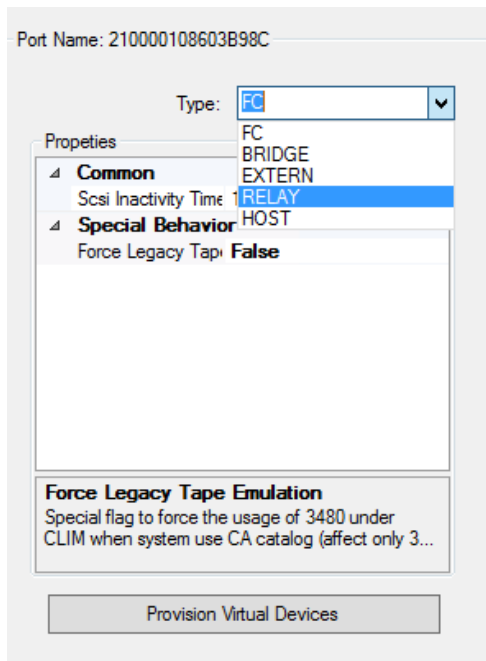 Port Name: 210000108603B98C
Type: FC
FC
Propeties
BRIDGE
Common
EXTERN
Scsi Inactivity Time
RELAY
Special Behavior
HOST
Force Legacy Tape False
Force Legacy Tape Emulation
Special flag to force the usage of 3480 under
CLIM when system use CA catalog (affect only 3...
Provision Virtual Devices